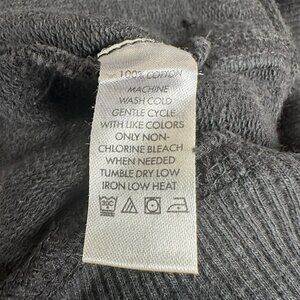 100% COTTON
MACHINE
WASH COLD
GENTLE CYCLE
WITH LIKE COLORS
ONLY NON-
CHLORINE BLEACH
WHEN NEEDED
TUMBLE DRY LOW
IRON LOW HEAT